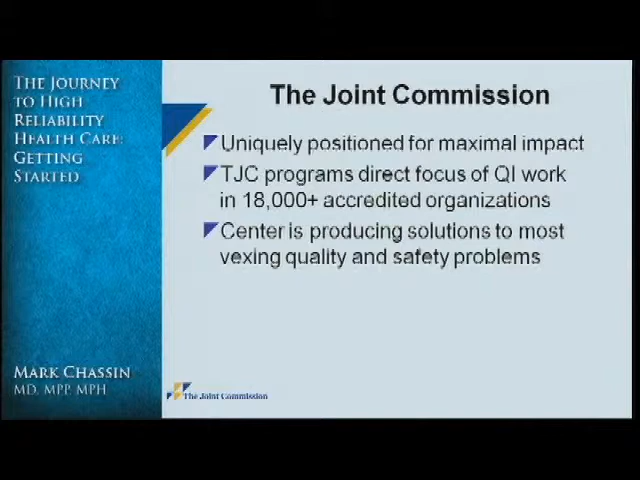 THE JOURNEY
TO HIGH
RELIABILITY
HEALTH CARE:
GETTING
STARTED
MARK CHASSIN
MD, MPP, MPH
The Joint Commission
Uniquely positioned for maximal impact
TJC programs direct focus of QI work
in 18,000+ accredited organizations
Center is producing solutions to most
vexing quality and safety problems
The Joint Commission